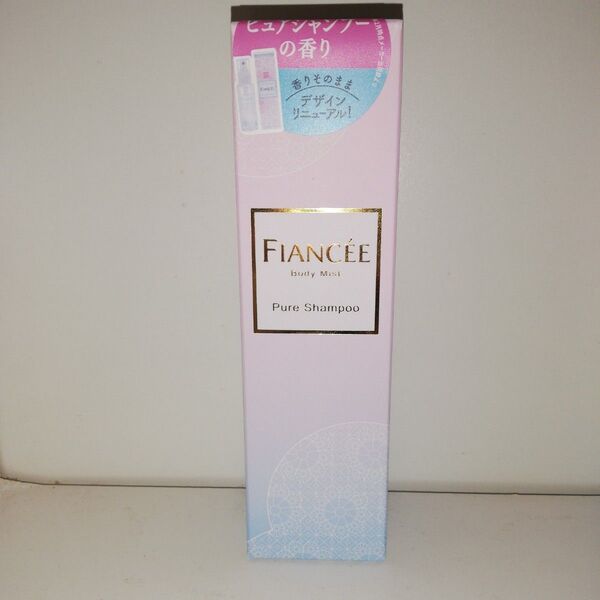 ピュアシャンプー
の香り
香りそのまま
デザイン
リニューアル!
FIANCÉE
Body Mist
Pure Shampoo